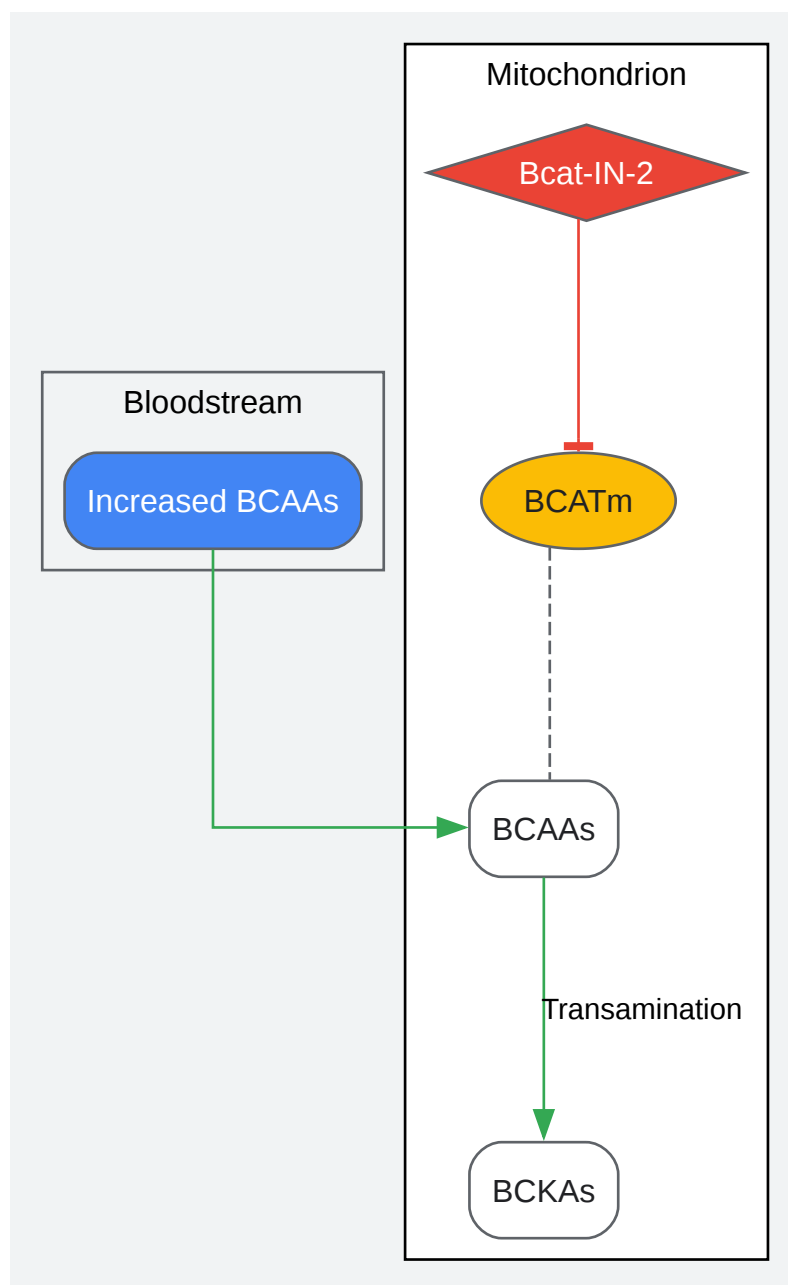 Mitochondrion
Bcat-IN-2
Bloodstream
Increased BCAAs
BCATm
BCAAs
Transamination
BCKAs